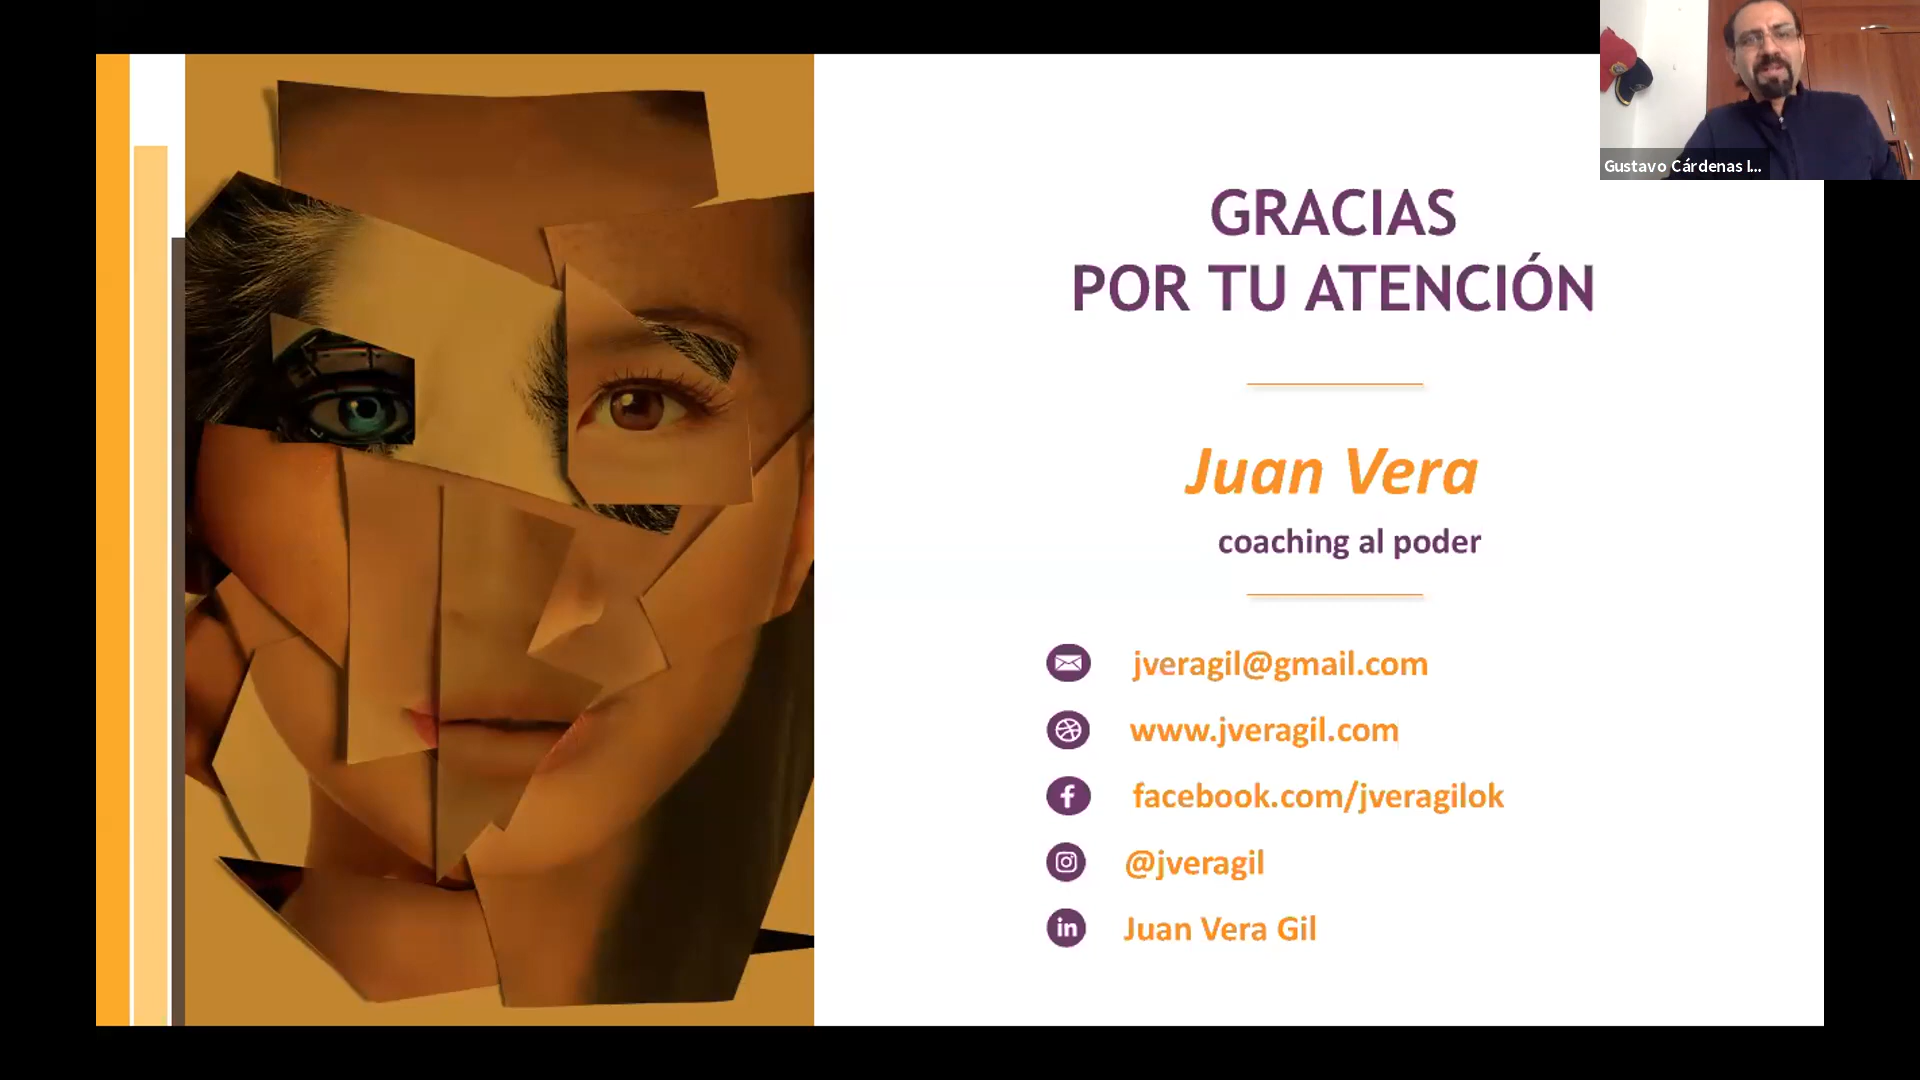 Gustavo Cárdenas I...
GRACIAS
POR TU ATENCIÓN
Juan Vera
coaching al poder
jveragil@gmail.com
www.jveragil.com
facebook.com/jveragilok
@jveragil
in Juan Vera Gil